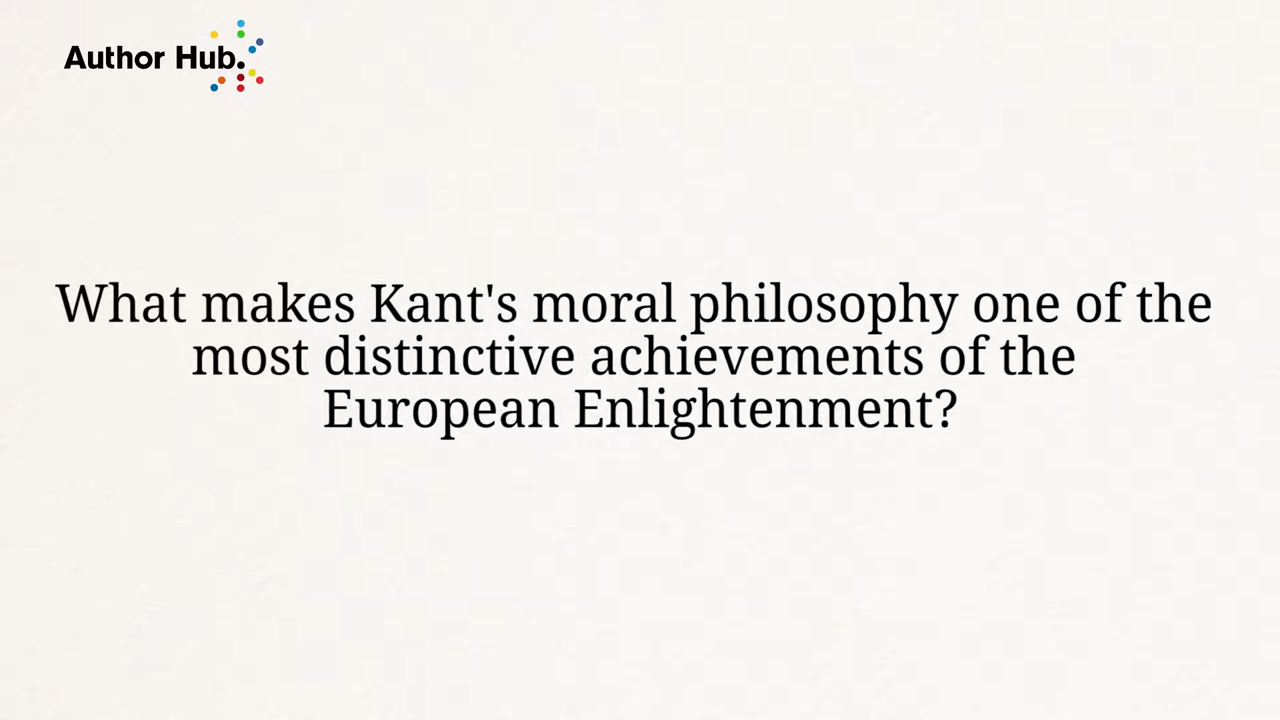 Author Hub.
What makes Kant's moral philosophy one of the
most distinctive achievements of the
European Enlightenment?